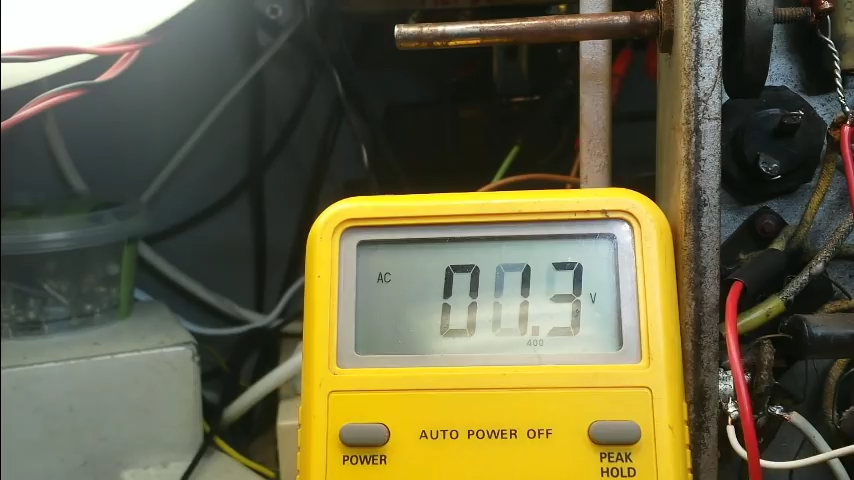 AC 00.3 V
400
AUTO POWER OFF
POWER
PEAK
HOLD